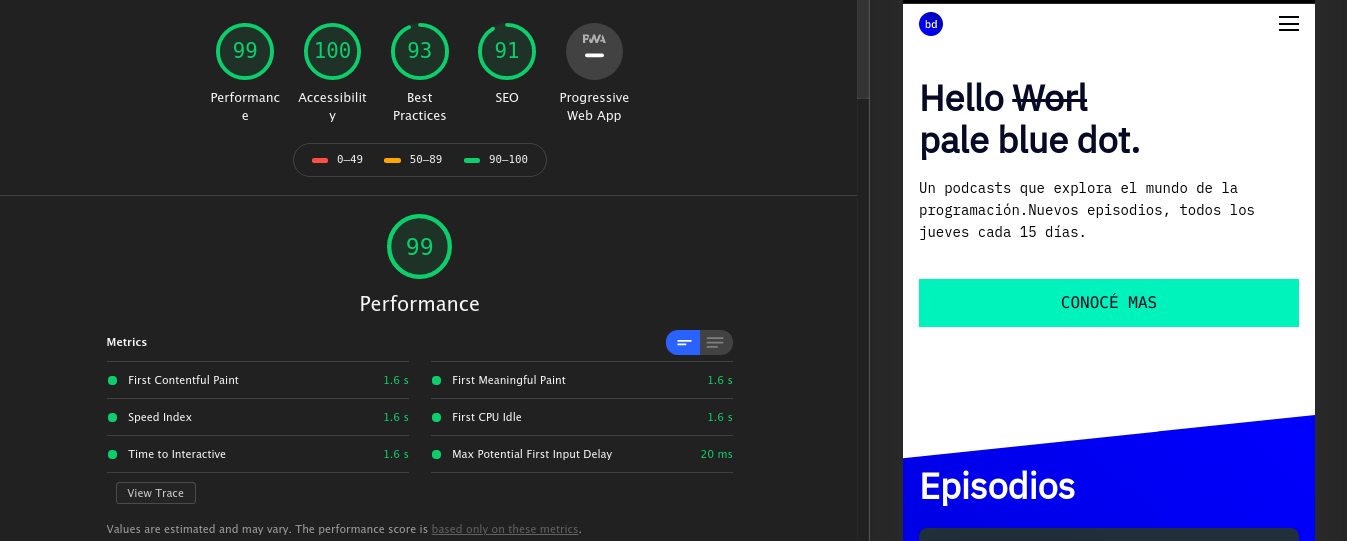 99
100
93
91
PWA
Performanc
e
Accessibilit
y
Best
Practices
SEO
Progressive
Web App
0–49
50–89
90–100
99
Performance
Metrics
First Contentful Paint 1.6 s
First Meaningful Paint 1.6 s
Speed Index 1.6 s
First CPU Idle 1.6 s
Time to Interactive 1.6 s
Max Potential First Input Delay 20 ms
View Trace
Values are estimated and may vary. The performance score is based only on these metrics.
bd
Hello Worl
pale blue dot.
Un podcasts que explora el mundo de la
programación.Nuevos episodios, todos los
jueves cada 15 días.
CONOCÉ MAS
Episodios